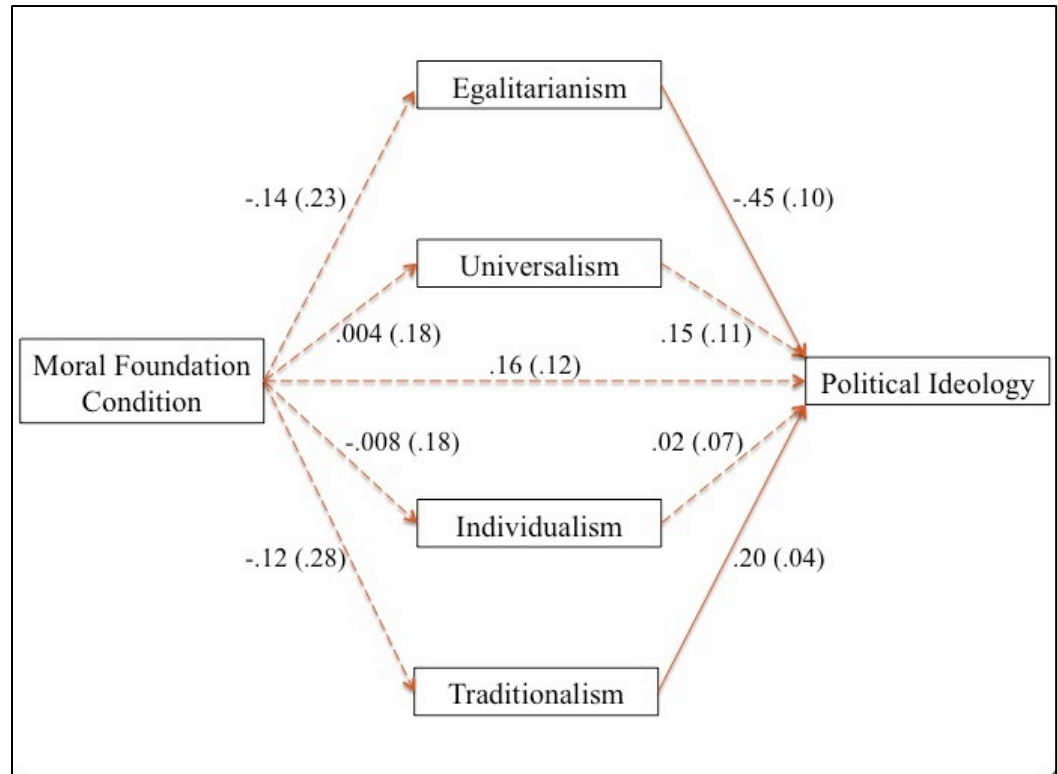 Egalitarianism
-.14 (.23)
-.45 (.10)
Universalism
.004 (.18)
.15 (.11)
Moral Foundation
Condition
.16 (.12)
Political Ideology
-.008 (.18)
.02 (.07)
Individualism
-.12 (.28)
.20 (.04)
Traditionalism